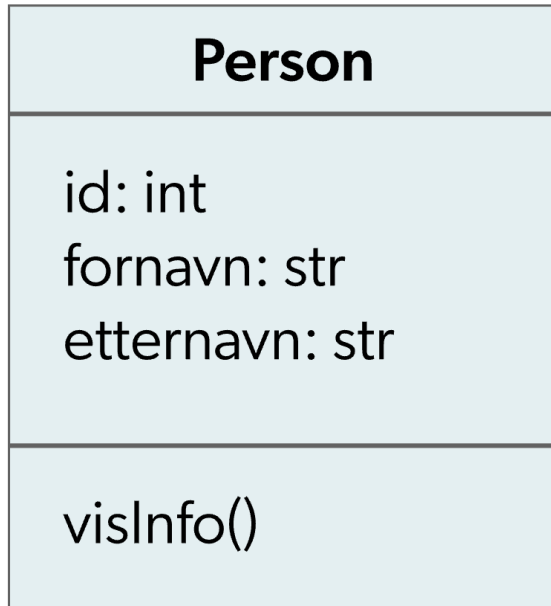 Person
id: int
fornavn: str
etternavn: str
visInfo()